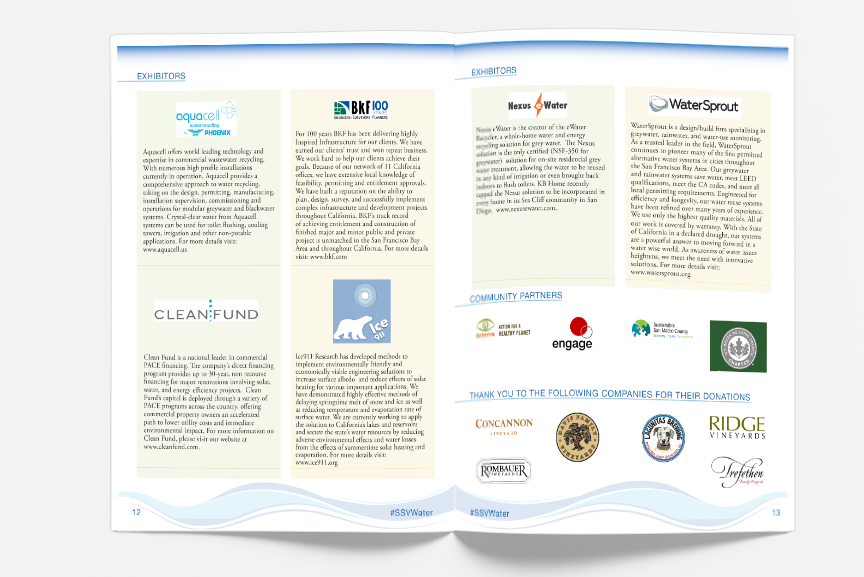 EXHIBITORS
aquacell
water recycling
by PHOENIX
Aquacell offers world leading technology and
expertise in commercial wastewater recycling.
With numerous high profile installations
currently in operation, Aquacell provides a
comprehensive approach to water recycling,
taking on the design, permitting, manufacturing,
installation supervision, commissioning and
operations for modular greywater and blackwater
systems. Crystal-clear water from Aquacell
systems can be used for toilet flushing, cooling
towers, irrigation and other non-potable
applications. For more details visit:
www.aquacell.us
CLEAN FUND
Clean Fund is a national leader in commercial
PACE financing. The company's direct financing
program provides up to 30-year, non recourse
financing for major renovations involving solar,
water, and energy efficiency projects. Clean
Fund's capital is deployed through a variety of
PACE programs across the country, offering
commercial property owners an accelerated
path to lower utility costs and immediate
environmental impact. For more information on
Clean Fund, please visit our website at
www.cleanfund.com.
BKF 100 YEARS
ENGINEERS / SURVEYORS / PLANNERS
For 100 years BKF has been delivering highly
Inspired Infrastructure for our clients. We have
earned our clients' trust and won repeat business.
We work hard to help our clients achieve their
goals. Because of our network of 11 California
offices, we have extensive local knowledge of
feasibility, permitting and entitlement approvals.
We have built a reputation on the ability to
plan, design, survey, and successfully implement
complex infrastructure and development projects
throughout California. BKF's track record
of achieving entitlement and construction of
finished major and minor public and private
project is unmatched in the San Francisco Bay
Area and throughout California. For more details
visit: www.bkf.com
Ice
911
Ice911 Research has developed methods to
implement environmentally friendly and
economically viable engineering solutions to
increase surface albedo and reduce effects of solar
heating for various important applications. We
have demonstrated highly effective methods of
delaying springtime melt of snow and ice as well
as reducing temperature and evaporation rate of
surface water. We are currently working to apply
the solution to California's lakes and reservoirs
and secure the state's water resources by reducing
adverse environmental effects and water losses
from the effects of summertime solar heating and
evaporation. For more details visit:
www.ice911.org
12
#SSVWater
EXHIBITORS
Nexus eWater
Nexus eWater is the creator of the eWater
Recycler, a whole-home water and energy
recycling solution for grey water. The Nexus
solution is the only certified (NSF-350 for
greywater) solution for on-site residential grey
water treatment, allowing the water to be reused
in any kind of irrigation or even brought back
indoors to flush toilets. KB Home recently
tapped the Nexus solution to be incorporated in
every home in its Sea Cliff community in San
Diego. www.nexusewater.com.
WaterSprout
WaterSprout is a design/build firm specializing in
greywater, rainwater, and water-use monitoring.
As a trusted leader in the field, WaterSprout
continues to pioneer many of the first permitted
alternative water systems in cities throughout
the San Francisco Bay Area. Our greywater
and rainwater systems save water, meet LEED
qualifications, meet the CA codes, and meet all
local permitting requirements. Engineered for
efficiency and longevity, our water reuse systems
have been refined over many years of experience.
We use only the highest quality materials. All of
our work is covered by warranty. With the State
of California in a declared drought, our systems
are a powerful answer to moving forward in a
water wise world. As awareness of water issues
heightens, we meet the need with innovative
solutions. For more details visit:
www.watersprout.org
COMMUNITY PARTNERS
ACTION FOR A
HEALTHY PLANET
engage
Sustainable
San Mateo County
THANK YOU TO THE FOLLOWING COMPANIES FOR THEIR DONATIONS
CONCANNON
VINEYARD
LAGUNITAS BREWING
RIDGE
VINEYARDS
ROMBAUER
VINEYARDS
Trefethen
#SSVWater
13